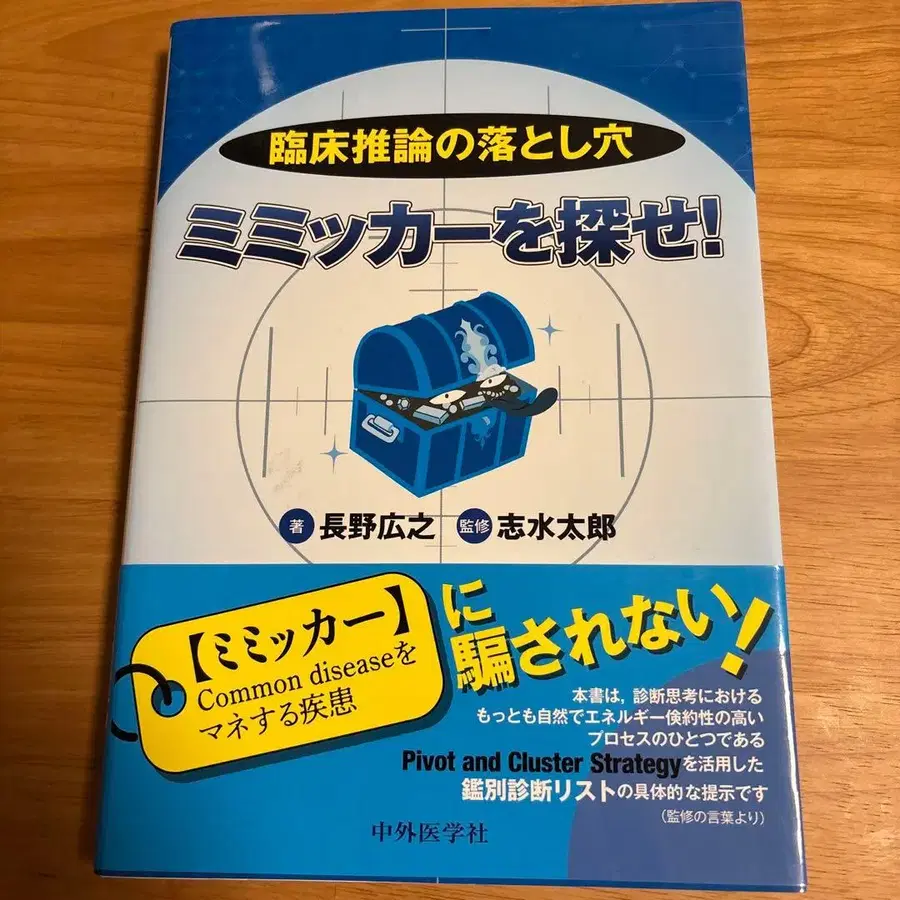 臨床推論の落とし穴
ミミッカーを探せ!
著 長野広之 監修 志水太郎
【ミミッカー】
Common diseaseを
マネする疾患
に
騙されない!
本書は,診断思考における
もっとも自然でエネルギー倹約性の高い
プロセスのひとつである
Pivot and Cluster Strategyを活用した
鑑別診断リストの具体的な提示です
(監修の言葉より)
中外医学社